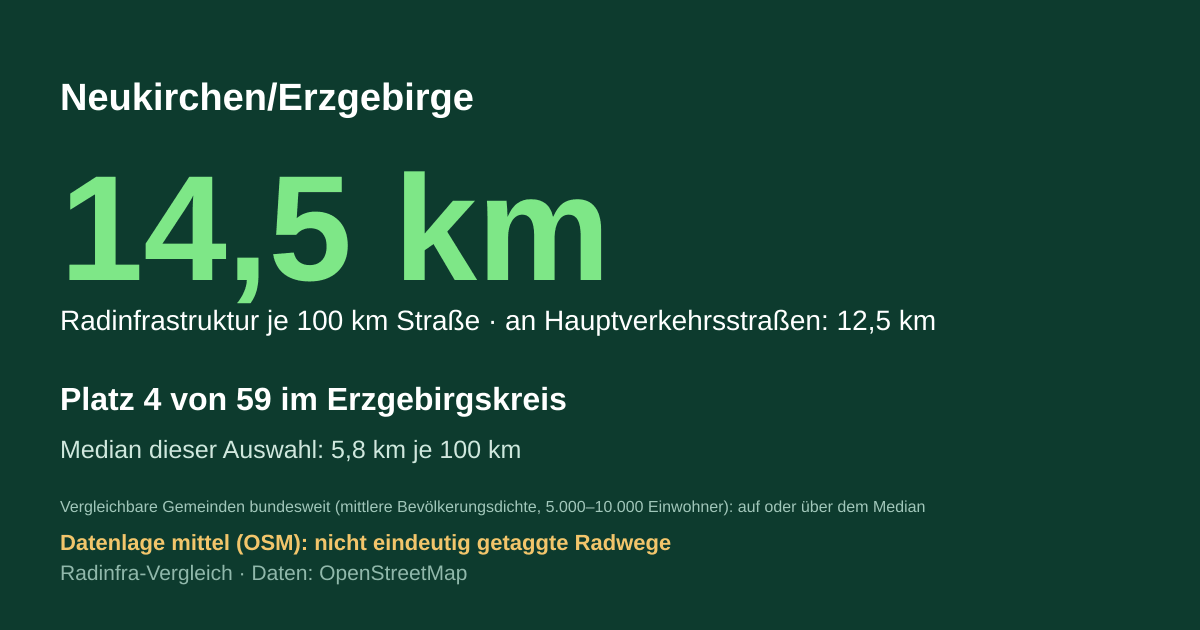 Neukirchen/Erzgebirge
14,5 km
Radinfrastruktur je 100 km Straße · an Hauptverkehrsstraßen: 12,5 km
Platz 4 von 59 im Erzgebirgskreis
Median dieser Auswahl: 5,8 km je 100 km
Vergleichbare Gemeinden bundesweit (mittlere Bevölkerungsdichte, 5.000–10.000 Einwohner): auf oder über dem Median
Datenlage mittel (OSM): nicht eindeutig getaggte Radwege
Radinfra-Vergleich · Daten: OpenStreetMap